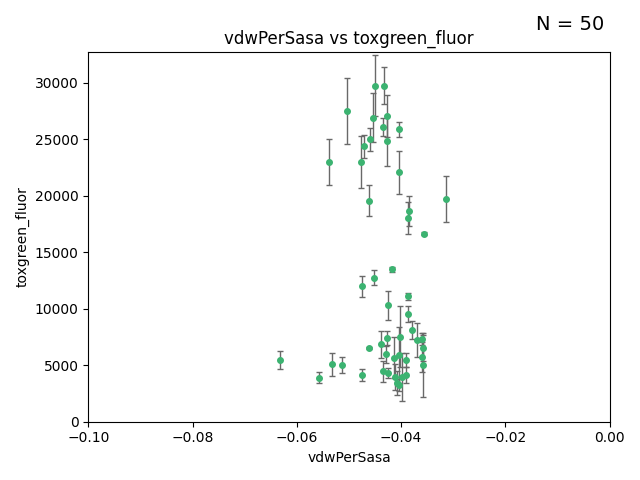 N = 50
vdwPerSasa vs toxgreen_fluor
toxgreen_fluor
30000
25000
20000
15000
10000
5000
0
−0.10 −0.08 −0.06 −0.04 −0.02 0.00
vdwPerSasa